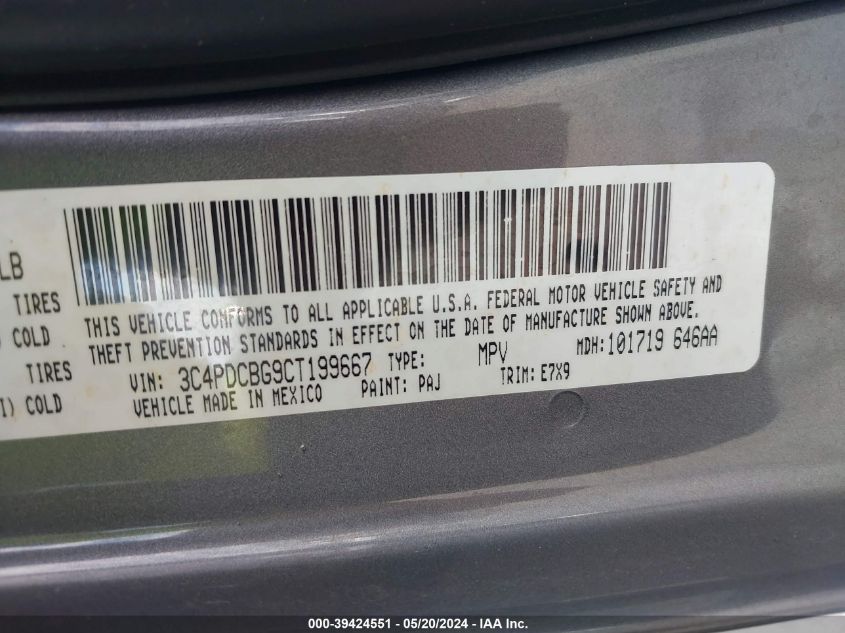 LB
TIRES
COLD
TIRES
I) COLD
THIS VEHICLE CONFORMS TO ALL APPLICABLE U.S.A. FEDERAL MOTOR VEHICLE SAFETY AND
THEFT PREVENTION STANDARDS IN EFFECT ON THE DATE OF MANUFACTURE SHOWN ABOVE.
VIN: 3C4PDCBG9CT199667 TYPE: MPV MDH: 101719 646AA
VEHICLE MADE IN MEXICO PAINT: PAJ TRIM: E7X9
000-39424551 / 05/20/2024 - IAA Inc.